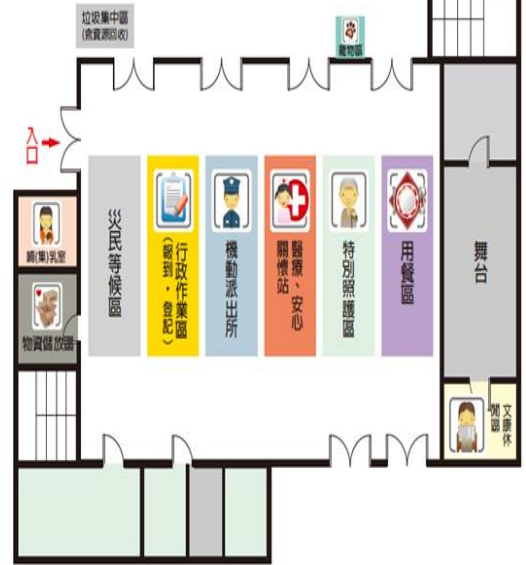 垃圾集中區
(含資源回收)
寵物區
入口
災民等候區
行政作業區
(報到・登記)
機動派出所
醫療、安心
關懷站
特別照護區
用餐區
舞台
哺(集)乳室
物資儲放區
文康休
閒區